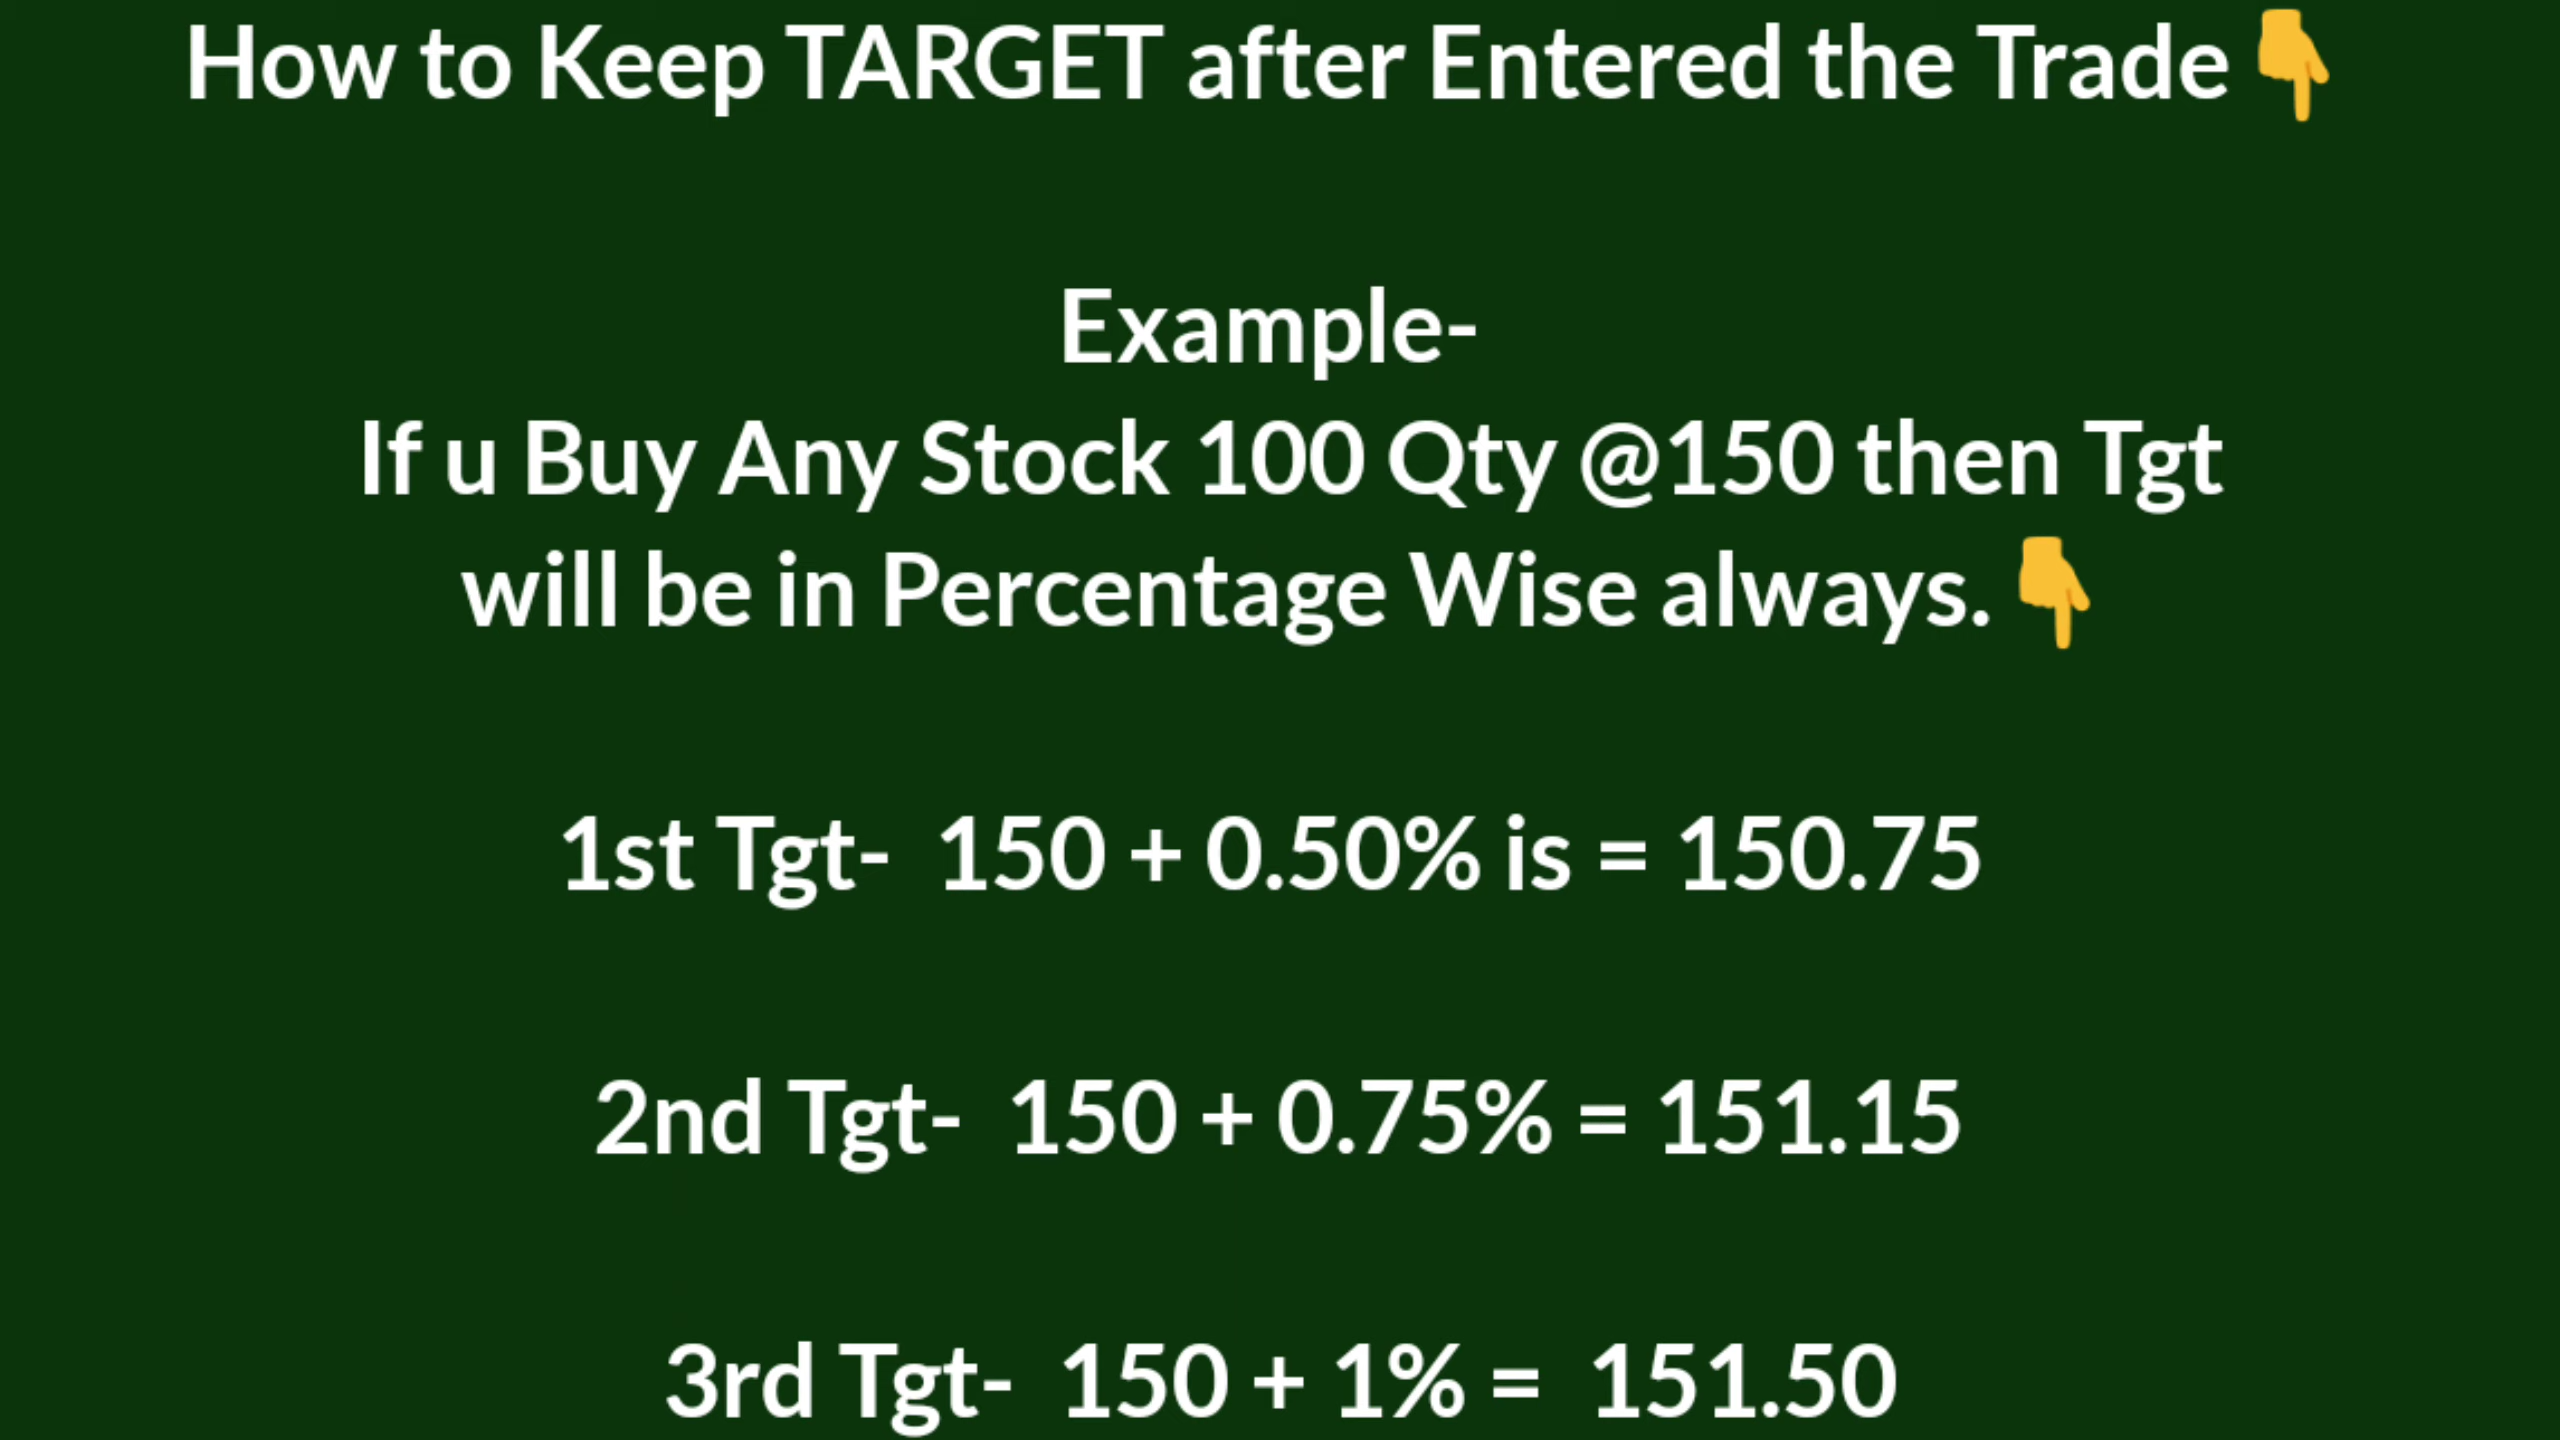 How to Keep TARGET after Entered the Trade👇
Example-
If u Buy Any Stock 100 Qty @150 then Tgt
will be in Percentage Wise always.👇
1st Tgt-  150 + 0.50% is = 150.75
2nd Tgt-  150 + 0.75% = 151.15
3rd Tgt-  150 + 1% =  151.50